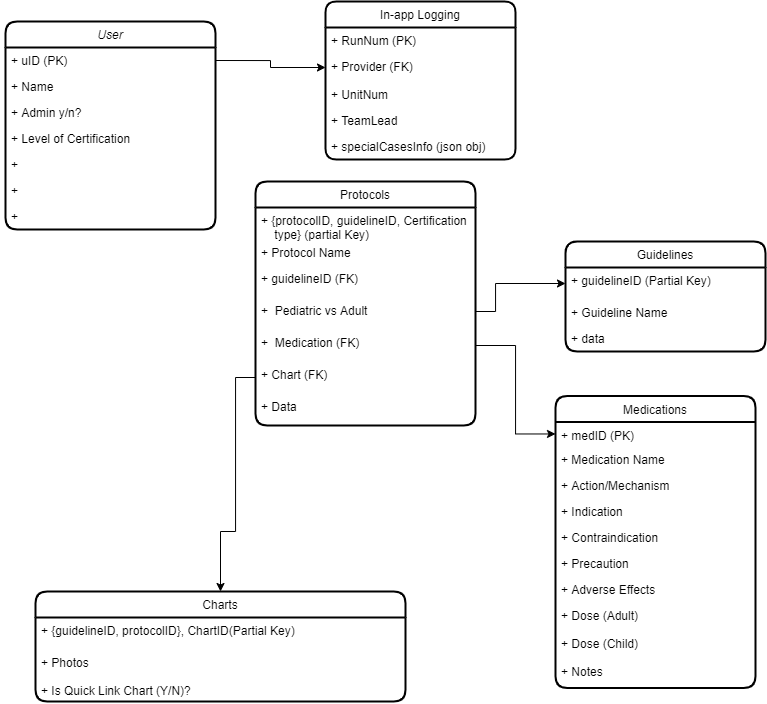 User
+ uID (PK)
+ Name
+ Admin y/n?
+ Level of Certification
+
+
+
In-app Logging
+ RunNum (PK)
+ Provider (FK)
+ UnitNum
+ TeamLead
+ specialCasesInfo (json obj)
Protocols
+ {protocolID, guidelineID, Certification
type} (partial Key)
+ Protocol Name
+ guidelineID (FK)
+ Pediatric vs Adult
+ Medication (FK)
+ Chart (FK)
+ Data
Guidelines
+ guidelineID (Partial Key)
+ Guideline Name
+ data
Medications
+ medID (PK)
+ Medication Name
+ Action/Mechanism
+ Indication
+ Contraindication
+ Precaution
+ Adverse Effects
+ Dose (Adult)
+ Dose (Child)
+ Notes
Charts
+ {guidelineID, protocolID}, ChartID(Partial Key)
+ Photos
+ Is Quick Link Chart (Y/N)?